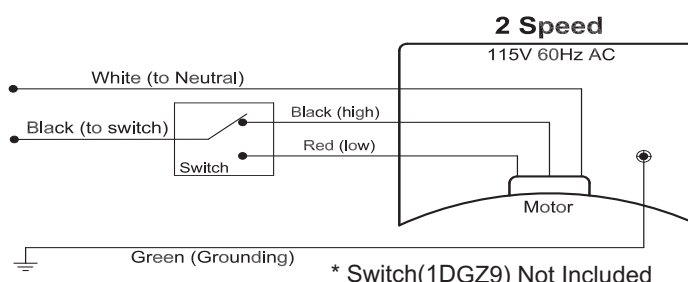 2 Speed
115V 60Hz AC
White (to Neutral)
Black (high)
Black (to switch)
Red (low)
Switch
Motor
Green (Grounding)
* Switch(1DGZ9) Not Included